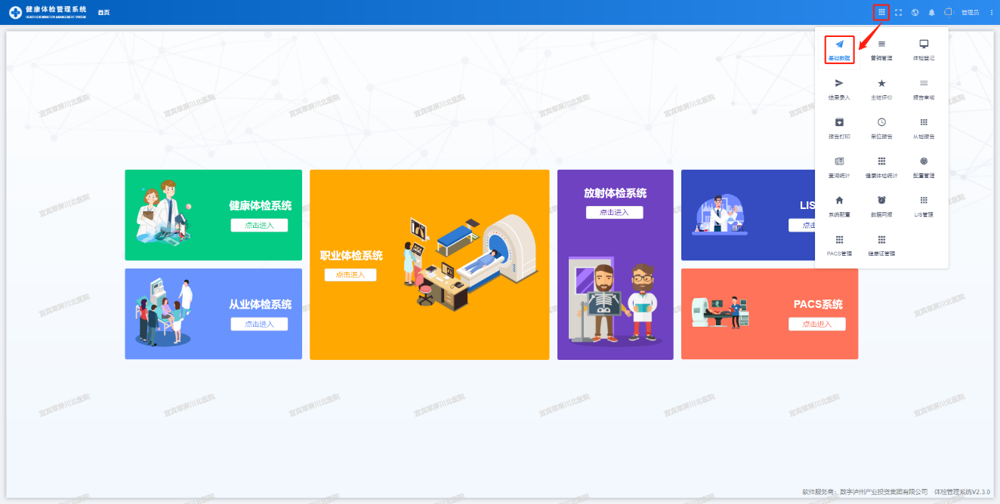 健康体检管理系统 首页
HEALTH EXAMINATION MANAGEMENT SYSTEM
管理员
基础数据 营销管理 体检登记
结果录入 主检评价 报告审核
报告打印 单位报告 从检报告
查询统计 健康体检统计 配置管理
系统配置 数据网报 LIS管理
PACS管理 健康证管理
健康体检系统
点击进入
职业体检系统
点击进入
放射体检系统
点击进入
LIS
点击
从业体检系统
点击进入
PACS系统
点击进入
宜宾翠屏川北医院
软件服务商：数字泸州产业投资集团有限公司 体检管理系统V2.3.0